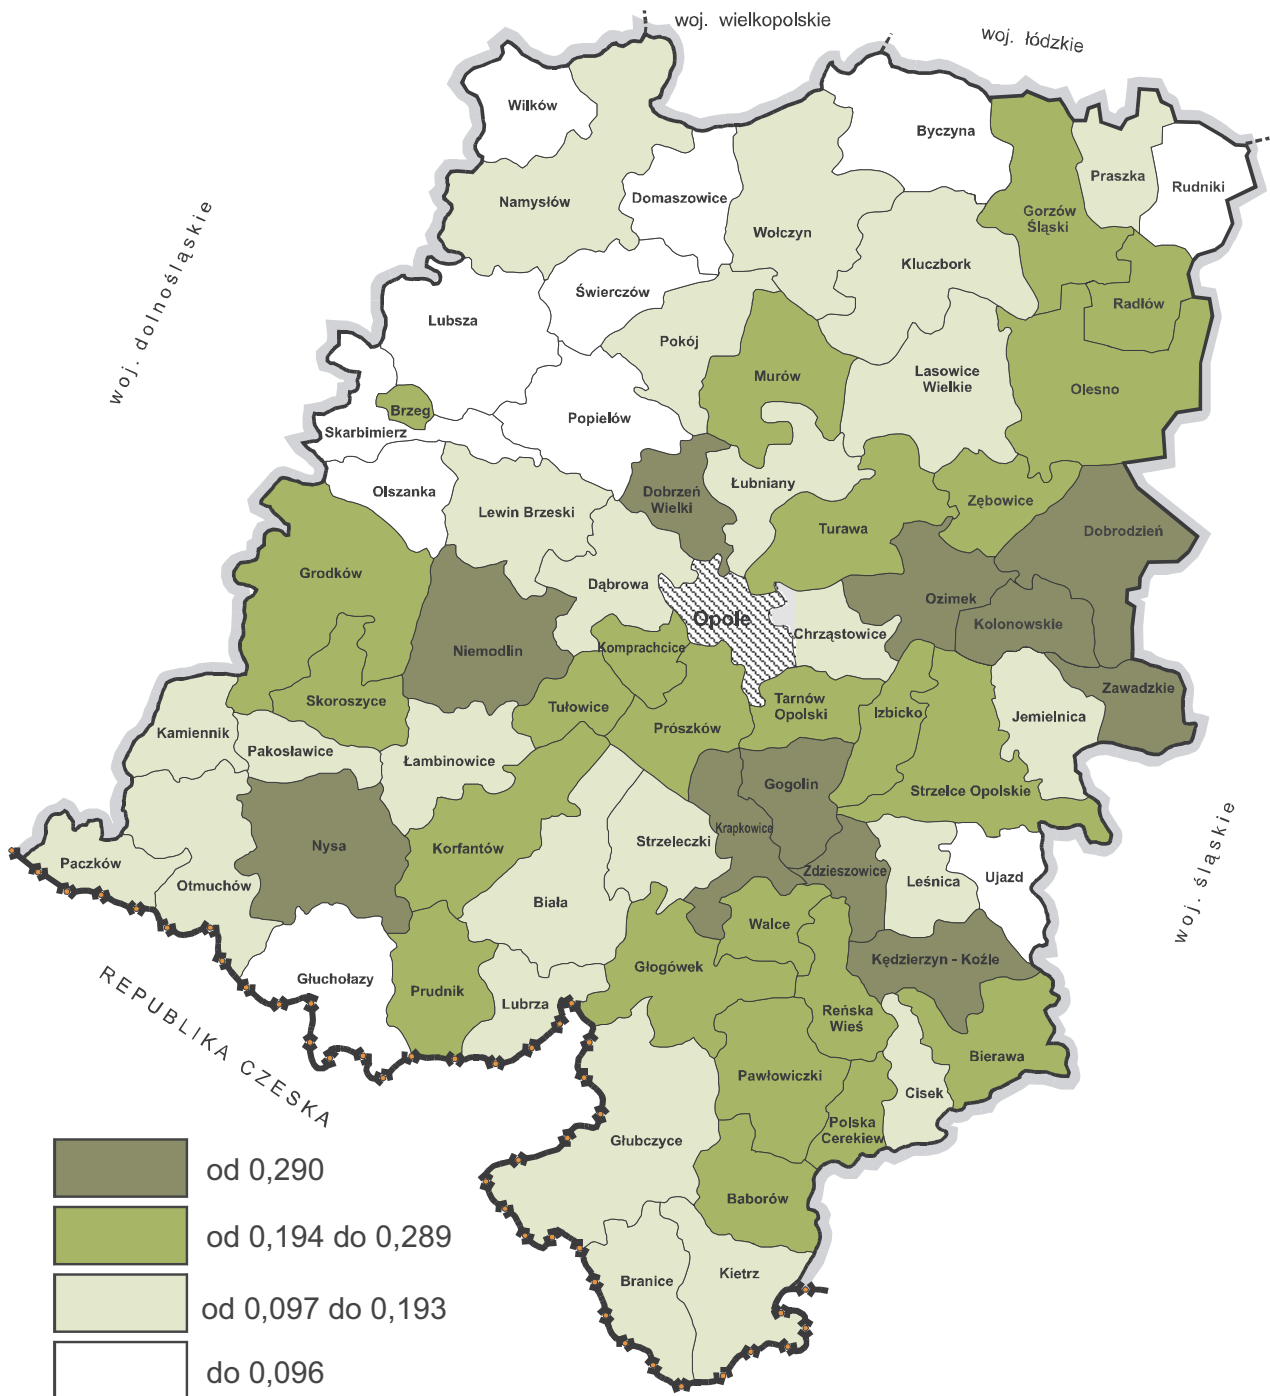 woj. wielkopolskie
woj. łódzkie
Wilków
Byczyna
Praszka
Rudniki
Namysłów
Domaszowice
Gorzów
Śląski
Wołczyn
Kluczbork
woj. dolnośląskie
Świerczów
Radłów
Lubsza
Pokój
Murów
Lasowice
Wielkie
Olesno
Brzeg
Popielów
Skarbimierz
Olszanka
Dobrzeń
Wielki
Łubniany
Lewin Brzeski
Zębowice
Turawa
Dobrodzień
Grodków
Dąbrowa
Ozimek
Opole
Kolonowskie
Chrząstowice
Niemodlin
Komprachcice
Zawadzkie
Skoroszyce
Tułowice
Tarnów
Opolski
Izbicko
Jemielnica
Prószków
Kamiennik
Pakosławice
Łambinowice
Gogolin
Strzelce Opolskie
Krapkowice
Strzeleczki
Nysa
Korfantów
woj. śląskie
Paczków
Zdzieszowice
Leśnica
Ujazd
Otmuchów
Biała
Walce
Głogówek
Kędzierzyn - Koźle
Głuchołazy
Prudnik
Lubrza
Reńska
Wieś
REPUBLIKA CZESKA
Bierawa
Pawłowiczki
Cisek
Polska
Cerekiew
Głubczyce
Baborów
Branice
Kietrz
od 0,290
od 0,194 do 0,289
od 0,097 do 0,193
do 0,096